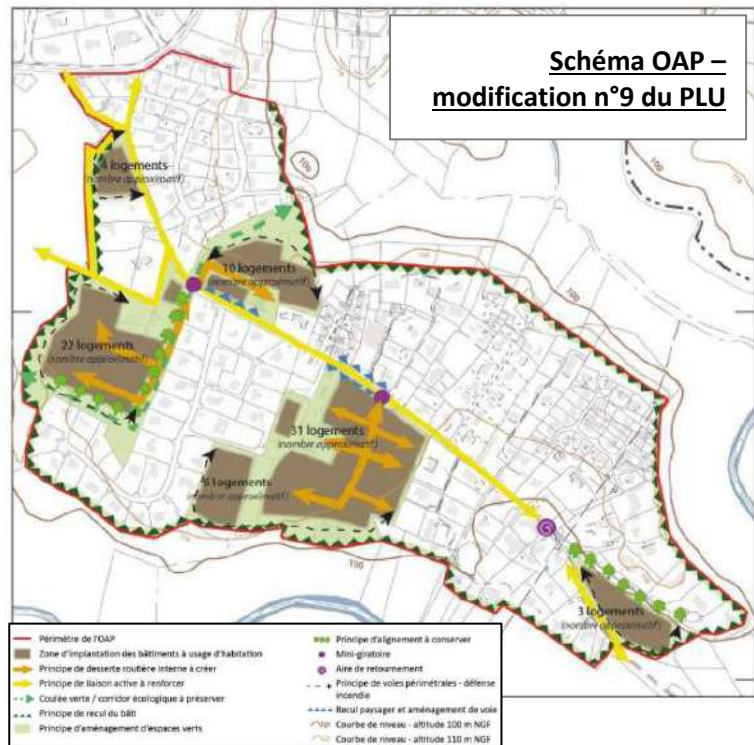 Schéma OAP –
modification n°9 du PLU
100
100
4 logements
(nombre approximatif)
100
10 logements
(nombre approximatif)
22 logements
(nombre approximatif)
31 logements
(nombre approximatif)
6 logements
(nombre approximatif)
100
3 logements
(nombre approximatif)
Périmètre de l'OAP
Zone d'implantation des bâtiments à usage d'habitation
Principe de desserte routière interne à créer
Principe de liaison active à renforcer
Coulée verte / corridor écologique à préserver
Principe de recul du bâti
Principe d'aménagement d'espaces verts
Principe d'alignement à conserver
Mini-giratoire
Aire de retournement
Principe de voies périmétrales - défense
incendie
Recul paysager et aménagement de voie
Courbe de niveau - altitude 100 m NGF
Courbe de niveau - altitude 110 m NGF